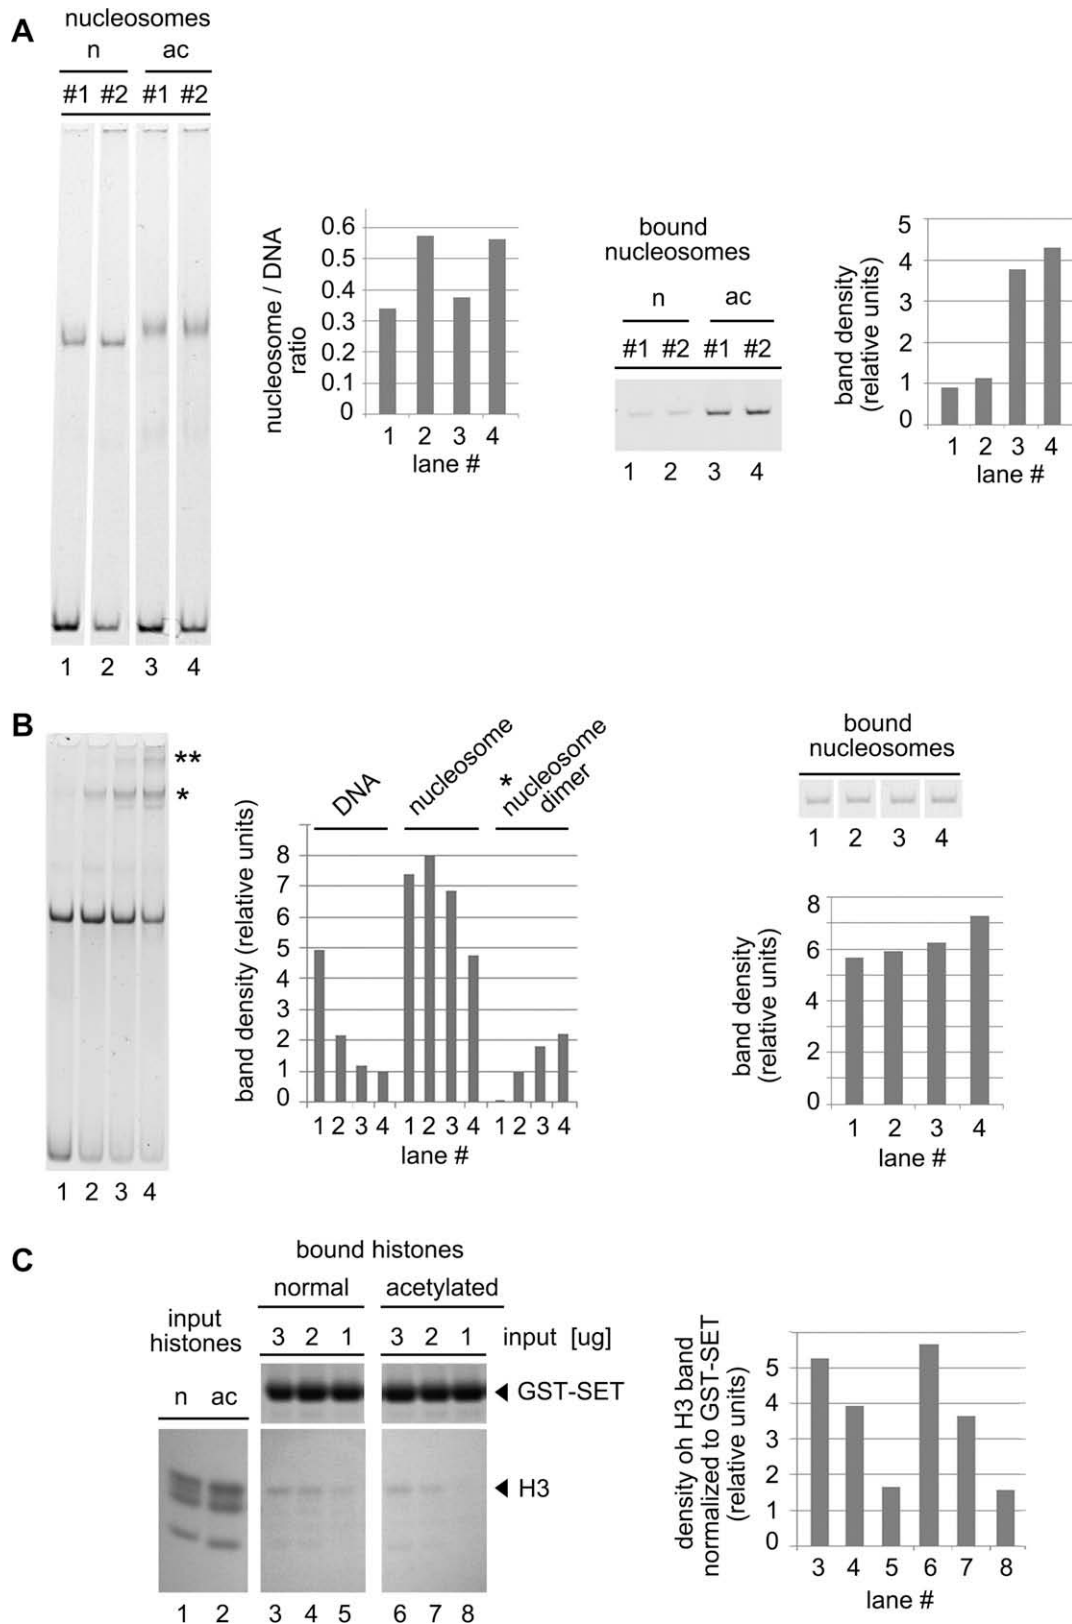 A
nucleosomes
n ac
#1 #2 #1 #2
1 2 3 4
nucleosome / DNA
ratio
0.6
0.5
0.4
0.3
0.2
0.1
0
1 2 3 4
lane #
bound
nucleosomes
n ac
#1 #2 #1 #2
1 2 3 4
band density
(relative units)
5
4
3
2
1
0
1 2 3 4
lane #
B
**
*
1 2 3 4
band density (relative units)
DNA
nucleosome
* nucleosome
dimer
8
7
6
5
4
3
2
1
0
1 2 3 4 1 2 3 4 1 2 3 4
lane #
bound
nucleosomes
1 2 3 4
band density
(relative units)
8
6
4
2
0
1 2 3 4
lane #
C
bound histones
normal acetylated
input
histones
3 2 1 3 2 1 input [ug]
n ac
GST-SET
H3
1 2 3 4 5 6 7 8
density oh H3 band
normalized to GST-SET
(relative units)
5
4
3
2
1
0
3 4 5 6 7 8
lane #